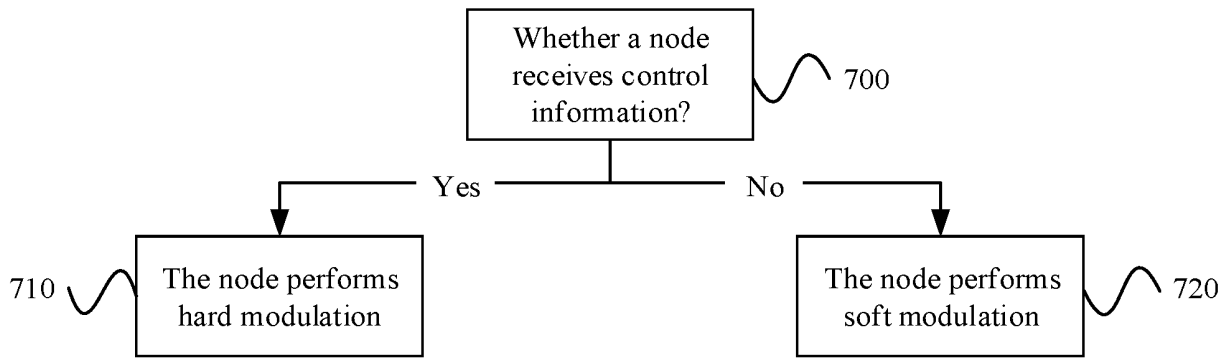 Whether a node
receives control
information?
700
Yes
No
710
The node performs
hard modulation
The node performs
soft modulation
720